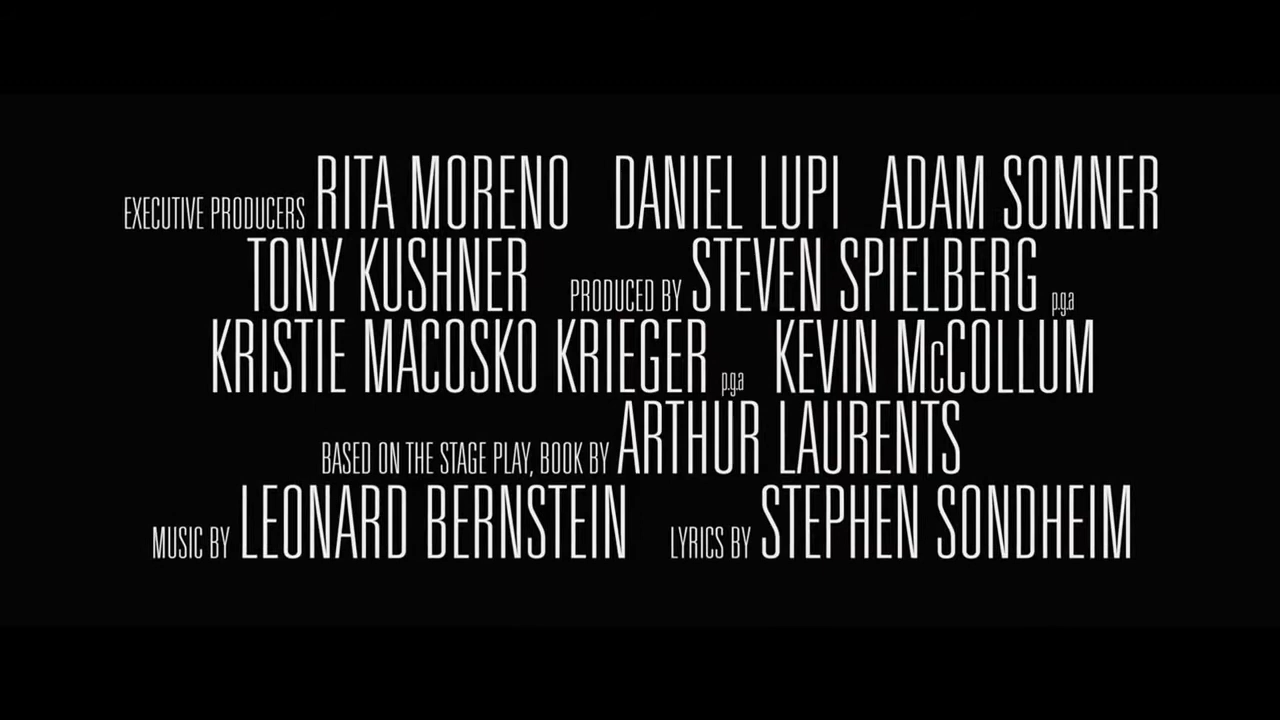 EXECUTIVE PRODUCERS RITA MORENO DANIEL LUPI ADAM SOMNER
TONY KUSHNER PRODUCED BY STEVEN SPIELBERG p.g.a
KRISTIE MACOSKO KRIEGER p.g.a KEVIN McCOLLUM
BASED ON THE STAGE PLAY, BOOK BY ARTHUR LAURENTS
MUSIC BY LEONARD BERNSTEIN LYRICS BY STEPHEN SONDHEIM